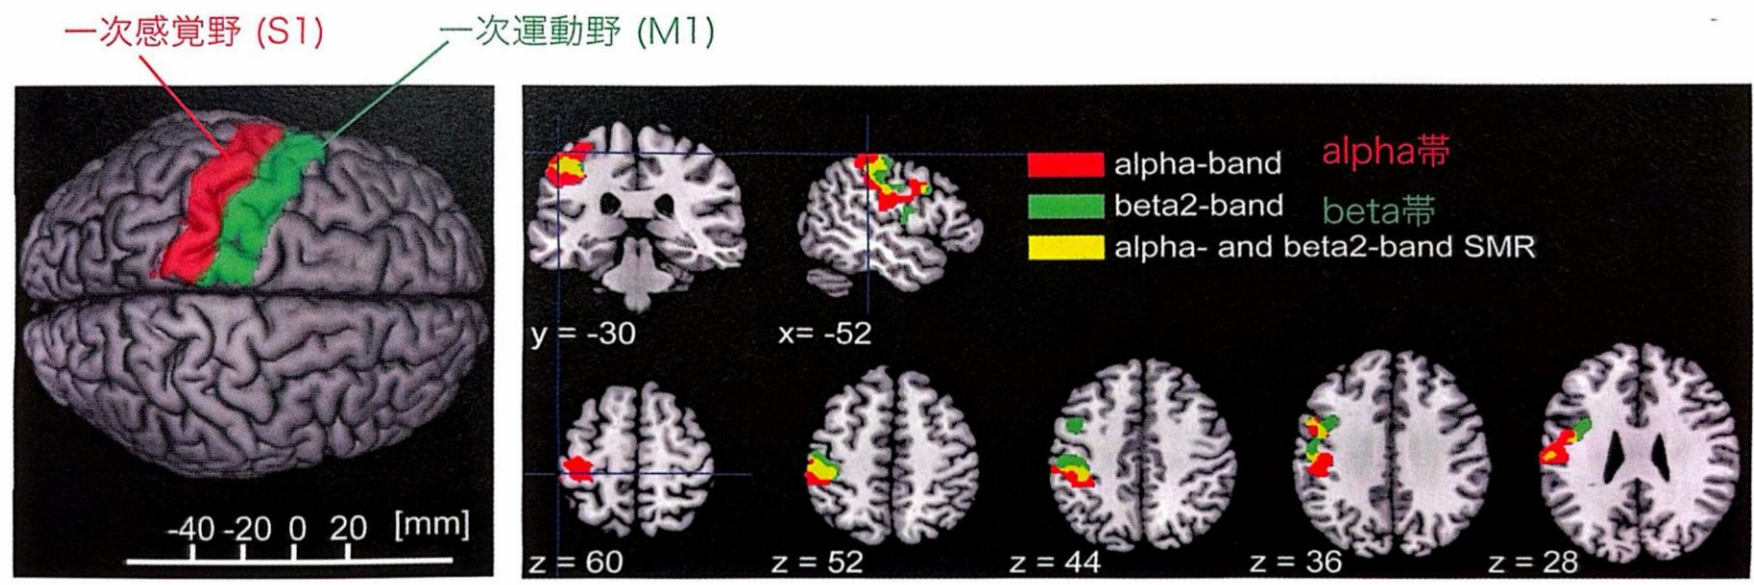 一次感覚野 (S1)
一次運動野 (M1)
-40 -20 0 20 [mm]
alpha-band alpha帯
beta2-band beta帯
alpha- and beta2-band SMR
y = -30
x= -52
z = 60
z = 52
z = 44
z = 36
z = 28